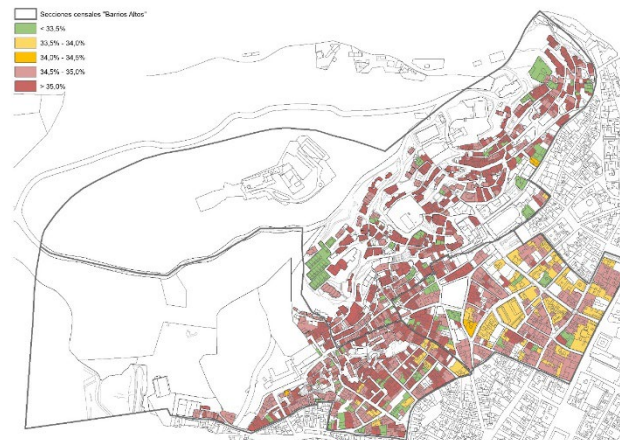 Secciones censales "Barrios Altos"
< 33,5%
33,5% - 34,0%
34,0% - 34,5%
34,5% - 35,0%
> 35,0%